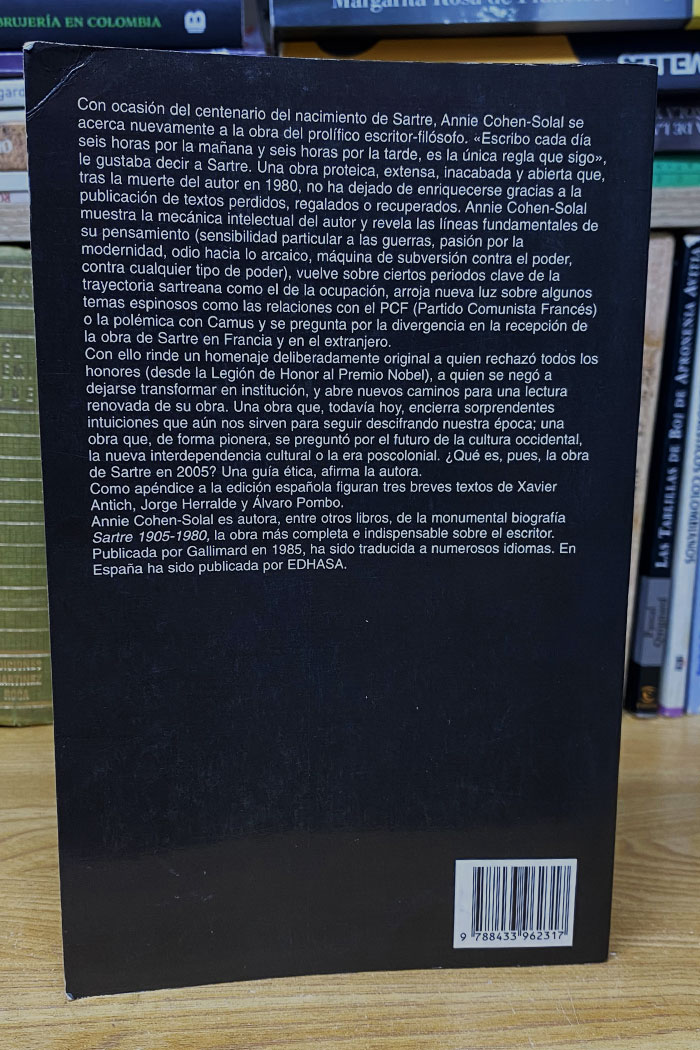 BRUJERÍA EN COLOMBIA
Margarita Rosa de Francisco
Con ocasión del centenario del nacimiento de Sartre, Annie Cohen-Solal se
acerca nuevamente a la obra del prolífico escritor-filósofo. «Escribo cada día
seis horas por la mañana y seis horas por la tarde, es la única regla que sigo»,
le gustaba decir a Sartre. Una obra proteica, extensa, inacabada y abierta que,
tras la muerte del autor en 1980, no ha dejado de enriquecerse gracias a la
publicación de textos perdidos, regalados o recuperados. Annie Cohen-Solal
muestra la mecánica intelectual del autor y revela las líneas fundamentales de
su pensamiento (sensibilidad particular a las guerras, pasión por la
modernidad, odio hacia lo arcaico, máquina de subversión contra el poder,
contra cualquier tipo de poder), vuelve sobre ciertos periodos clave de la
trayectoria sartreana como el de la ocupación, arroja nueva luz sobre algunos
temas espinosos como las relaciones con el PCF (Partido Comunista Francés)
o la polémica con Camus y se pregunta por la divergencia en la recepción de
la obra de Sartre en Francia y en el extranjero.
Con ello rinde un homenaje deliberadamente original a quien rechazó todos los
honores (desde la Legión de Honor al Premio Nobel), a quien se negó a
dejarse transformar en institución, y abre nuevos caminos para una lectura
renovada de su obra. Una obra que, todavía hoy, encierra sorprendentes
intuiciones que aún nos sirven para seguir descifrando nuestra época; una
obra que, de forma pionera, se preguntó por el futuro de la cultura occidental,
la nueva interdependencia cultural o la era poscolonial. ¿Qué es, pues, la obra
de Sartre en 2005? Una guía ética, afirma la autora.
Como apéndice a la edición española figuran tres breves textos de Xavier
Antich, Jorge Herralde y Álvaro Pombo.
Annie Cohen-Solal es autora, entre otros libros, de la monumental biografía
Sartre 1905-1980, la obra más completa e indispensable sobre el escritor.
Publicada por Gallimard en 1985, ha sido traducida a numerosos idiomas. En
España ha sido publicada por EDHASA.
9 788433 962317
LAS TABLILLAS DE BOJ DE APRONENIA AVITIA
Pascal Quignard